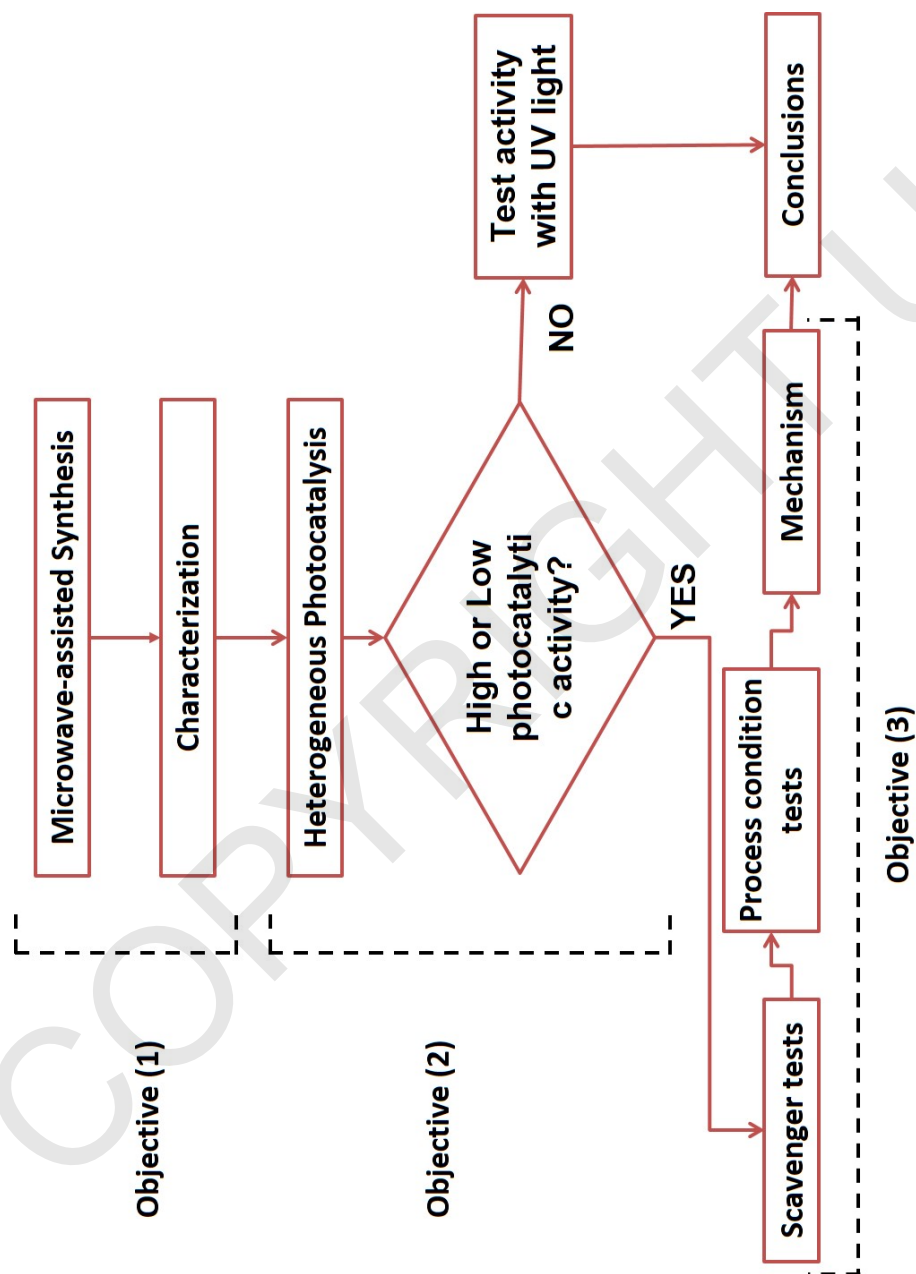 Microwave-assisted Synthesis
Objective (1)
Characterization
Heterogeneous Photocatalysis
Objective (2)
High or Low
photocatalyti
c activity?
NO
Test activity
with UV light
YES
Scavenger tests
Process condition
tests
Mechanism
Conclusions
Objective (3)
COPYRIGHT U